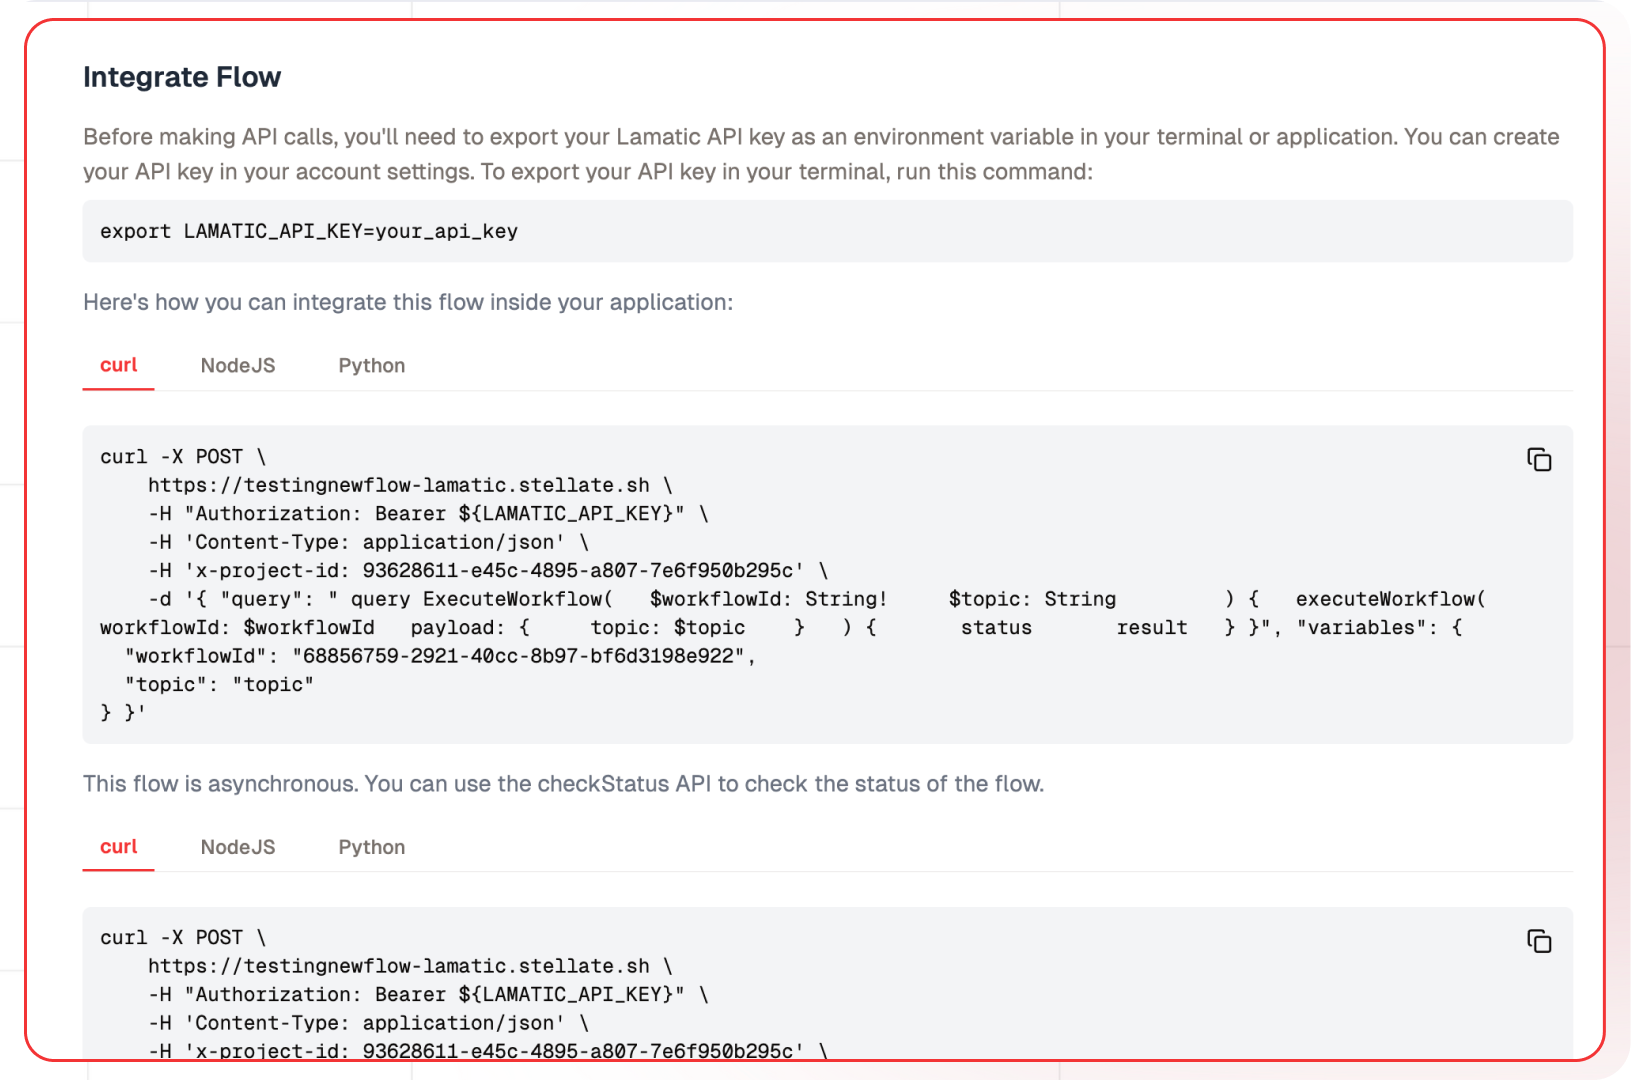 Integrate Flow
Before making API calls, you'll need to export your Lamatic API key as an environment variable in your terminal or application. You can create
your API key in your account settings. To export your API key in your terminal, run this command:
export LAMATIC_API_KEY=your_api_key
Here's how you can integrate this flow inside your application:
curl NodeJS Python
curl -X POST \
    https://testingnewflow-lamatic.stellate.sh \
    -H "Authorization: Bearer ${LAMATIC_API_KEY}" \
    -H 'Content-Type: application/json' \
    -H 'x-project-id: 93628611-e45c-4895-a807-7e6f950b295c' \
    -d '{ "query": " query ExecuteWorkflow(   $workflowId: String!     $topic: String         ) {   executeWorkflow(
workflowId: $workflowId   payload: {     topic: $topic    }   ) {       status       result   } }", "variables": {
  "workflowId": "68856759-2921-40cc-8b97-bf6d3198e922",
  "topic": "topic"
} }'
This flow is asynchronous. You can use the checkStatus API to check the status of the flow.
curl NodeJS Python
curl -X POST \
    https://testingnewflow-lamatic.stellate.sh \
    -H "Authorization: Bearer ${LAMATIC_API_KEY}" \
    -H 'Content-Type: application/json' \
    -H 'x-project-id: 93628611-e45c-4895-a807-7e6f950b295c' \